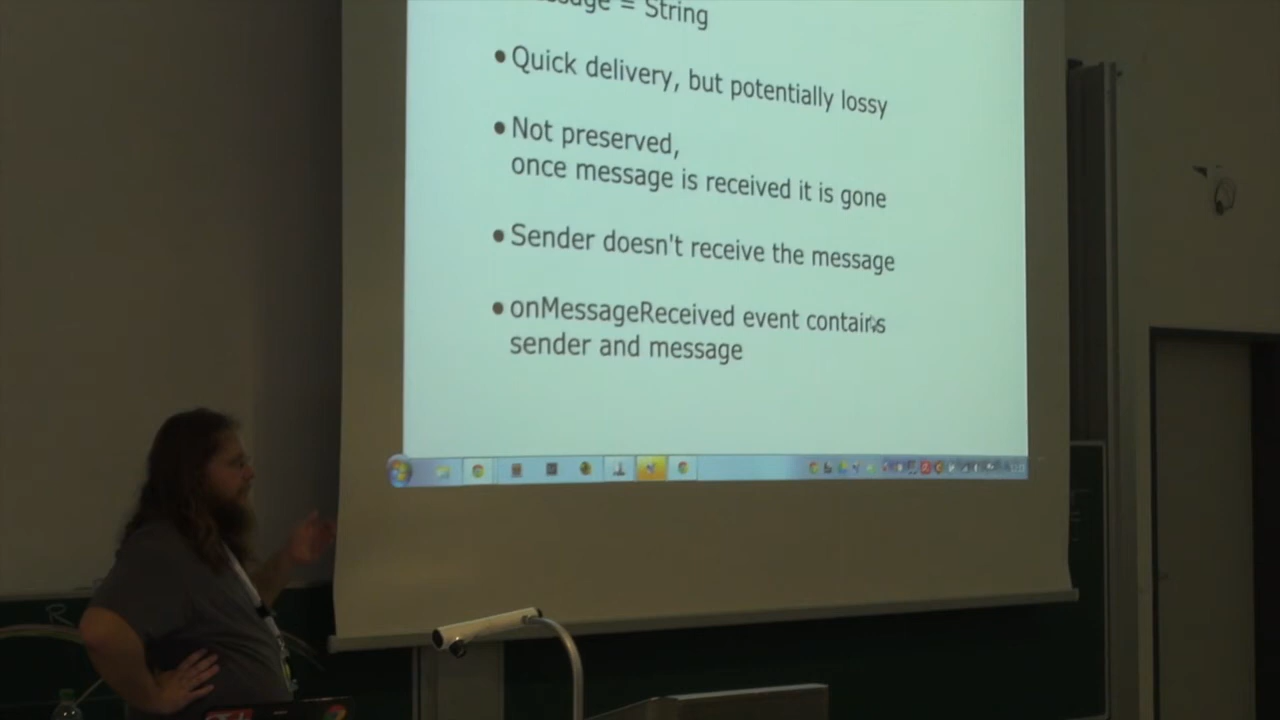 = String
• Quick delivery, but potentially lossy
• Not preserved,
once message is received it is gone
• Sender doesn't receive the message
• onMessageReceived event contains
sender and message
R